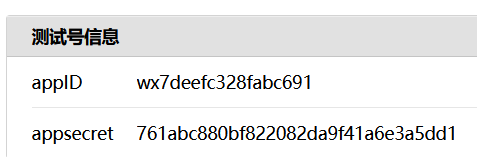 测试号信息
appID wx7deefc328fabc691
appsecret 761abc880bf822082da9f41a6e3a5dd1